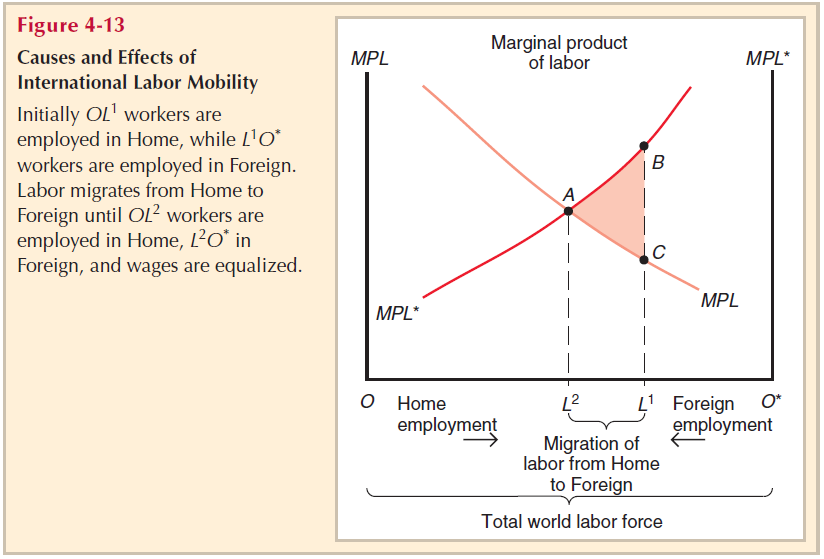 Figure 4-13
Causes and Effects of
International Labor Mobility
Initially OL¹ workers are
employed in Home, while L¹O*
workers are employed in Foreign.
Labor migrates from Home to
Foreign until OL² workers are
employed in Home, L²O* in
Foreign, and wages are equalized.
Marginal product
of labor
MPL
MPL*
B
A
C
MPL
MPL*
O
Home
employment
L²
L¹
Foreign
employment
O*
Migration of
labor from Home
to Foreign
Total world labor force